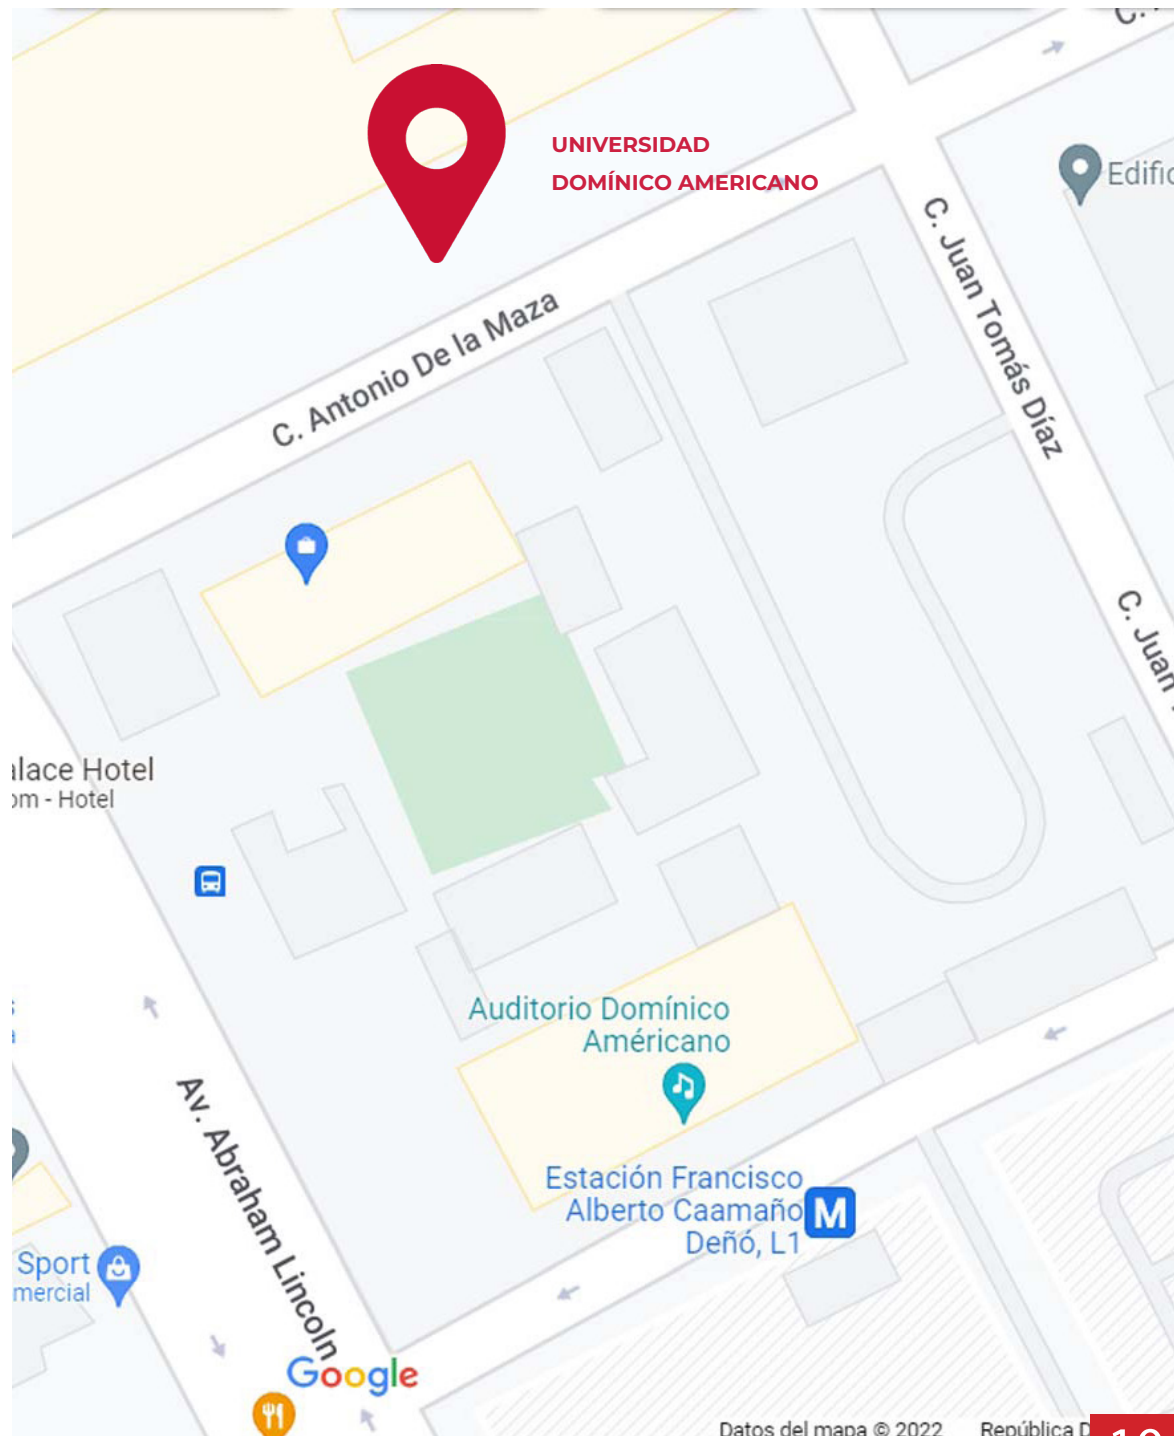 UNIVERSIDAD
DOMÍNICO AMERICANO
C. Antonio De la Maza
C. Juan Tomás Díaz
C. Juan
alace Hotel
om - Hotel
Auditorio Domínico
Américano
Av. Abraham Lincoln
Estación Francisco
Alberto Caamaño
Deñó, L1
M
Sport
mercial
Google
Datos del mapa © 2022 República D